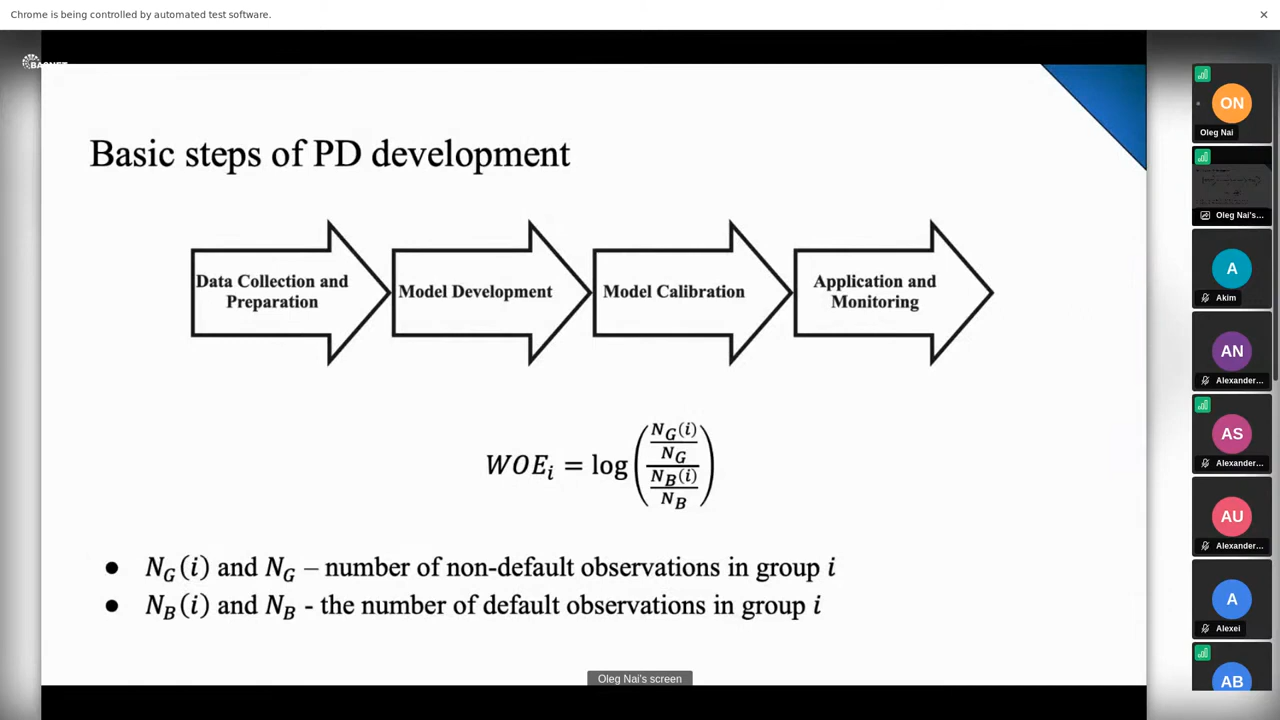 Chrome is being controlled by automated test software.
Basic steps of PD development
Data Collection and
Preparation
Model Development
Model Calibration
Application and
Monitoring
WOE_i = log( (N_G(i) / N_G) / (N_B(i) / N_B) )
● N_G(i) and N_G – number of non-default observations in group i
● N_B(i) and N_B - the number of default observations in group i
Oleg Nai's screen
ON
Oleg Nai
Oleg Nai's...
A
Akim
AN
Alexander...
AS
Alexander...
AU
Alexander...
A
Alexei
AB